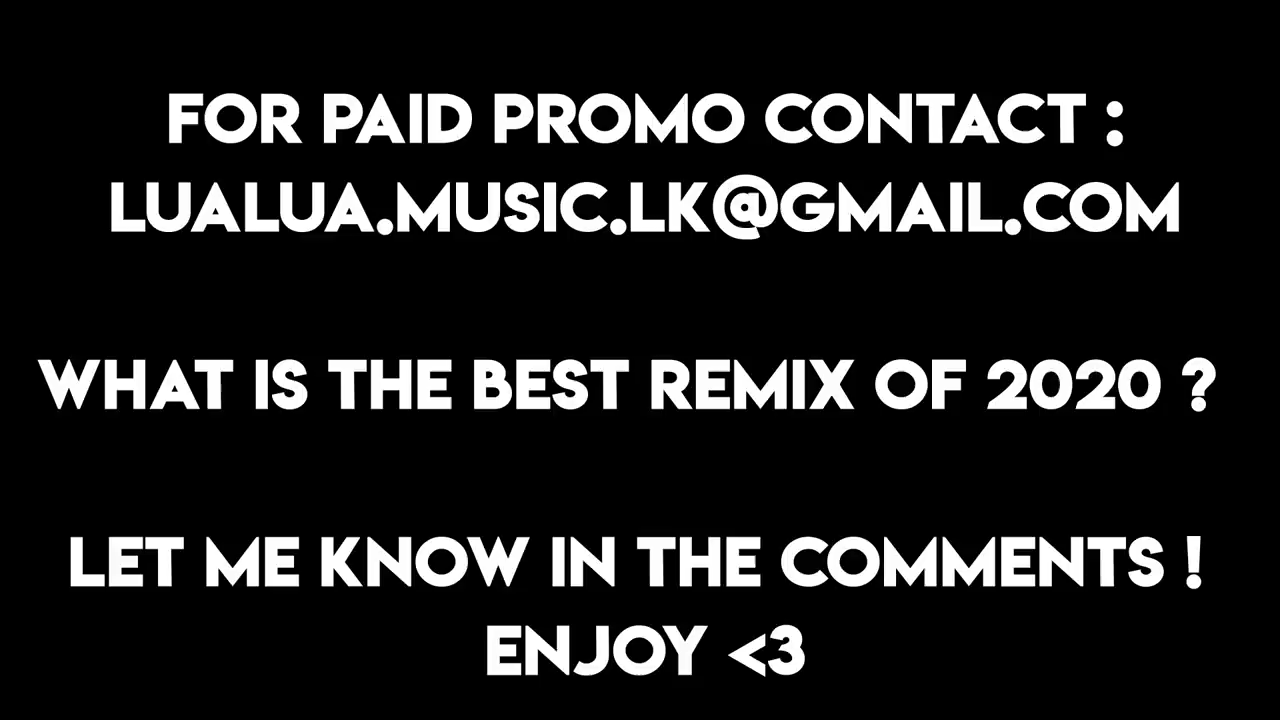 FOR PAID PROMO CONTACT :
LUALUA.MUSIC.LK@GMAIL.COM
WHAT IS THE BEST REMIX OF 2020 ?
LET ME KNOW IN THE COMMENTS !
ENJOY <3